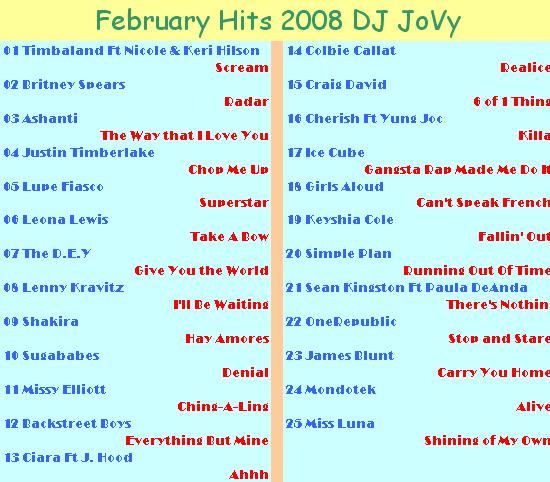 February Hits 2008 DJ JoVy
01 Timbaland Ft Nicole & Keri Hilson
Scream
02 Britney Spears
Radar
03 Ashanti
The Way that I Love You
04 Justin Timberlake
Chop Me Up
05 Lupe Fiasco
Superstar
06 Leona Lewis
Take A Bow
07 The D.E.Y
Give You the World
08 Lenny Kravitz
I'll Be Waiting
09 Shakira
Hay Amores
10 Sugababes
Denial
11 Missy Elliott
Ching-A-Ling
12 Backstreet Boys
Everything But Mine
13 Ciara Ft J. Hood
Ahhh
14 Colbie Callat
Realice
15 Craig David
6 of 1 Thing
16 Cherish Ft Yung Joc
Killa
17 Ice Cube
Gangsta Rap Made Me Do It
18 Girls Aloud
Can't Speak French
19 Keyshia Cole
Fallin' Out
20 Simple Plan
Running Out Of Time
21 Sean Kingston Ft Paula DeAnda
There's Nothin
22 OneRepublic
Stop and Stare
23 James Blunt
Carry You Home
24 Mondotek
Alive
25 Miss Luna
Shining of My Own